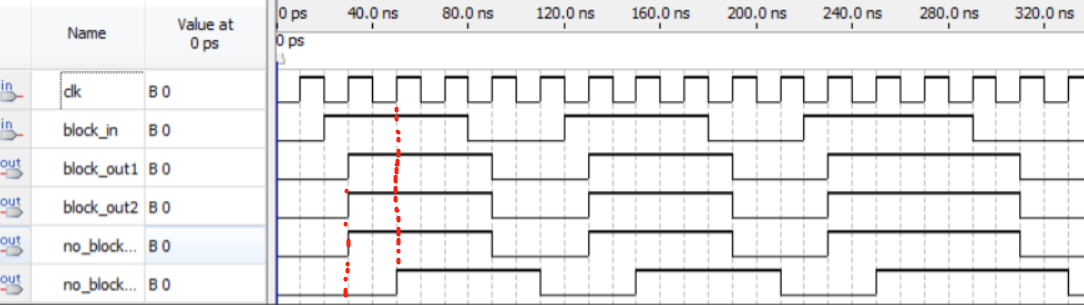 Name
Value at
0 ps
0 ps 40.0 ns 80.0 ns 120.0 ns 160.0 ns 200.0 ns 240.0 ns 280.0 ns 320.0 ns
0 ps
in clk B 0
in block_in B 0
out block_out1 B 0
out block_out2 B 0
out no_block... B 0
out no_block... B 0